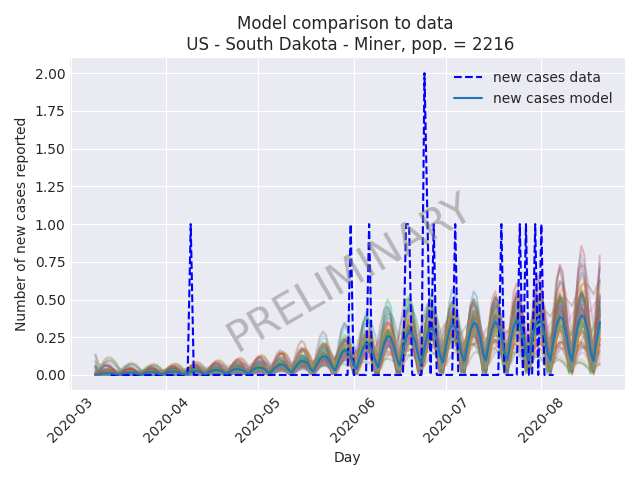 Model comparison to data
US - South Dakota - Miner, pop. = 2216
new cases data
new cases model
Number of new cases reported
2.00
1.75
1.50
1.25
1.00
0.75
0.50
0.25
0.00
PRELIMINARY
2020-03
2020-04
2020-05
2020-06
2020-07
2020-08
Day